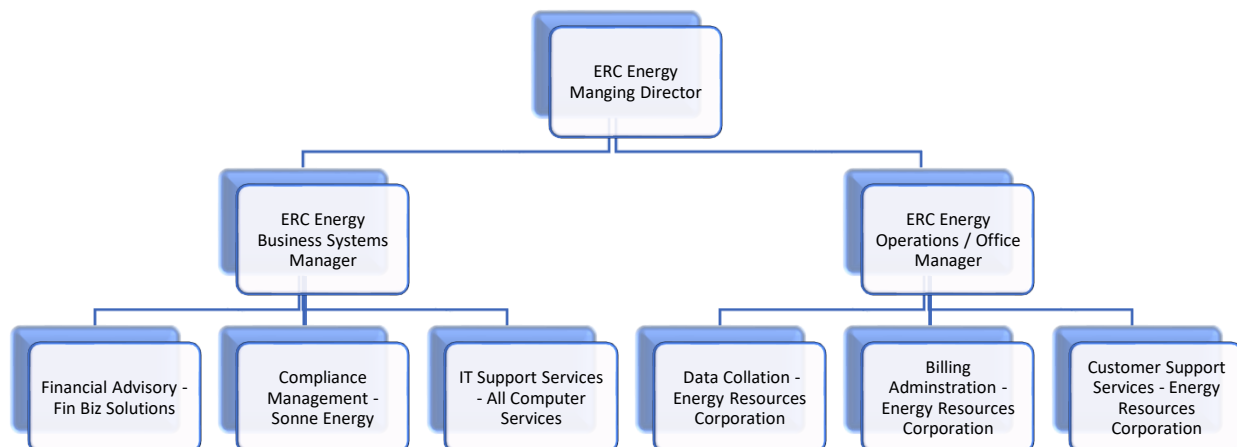 ERC Energy
Manging Director
ERC Energy
Business Systems
Manager
ERC Energy
Operations / Office
Manager
Financial Advisory -
Fin Biz Solutions
Compliance
Management -
Sonne Energy
IT Support Services
- All Computer
Services
Data Collation -
Energy Resources
Corporation
Billing
Adminstration -
Energy Resources
Corporation
Customer Support
Services - Energy
Resources
Corporation